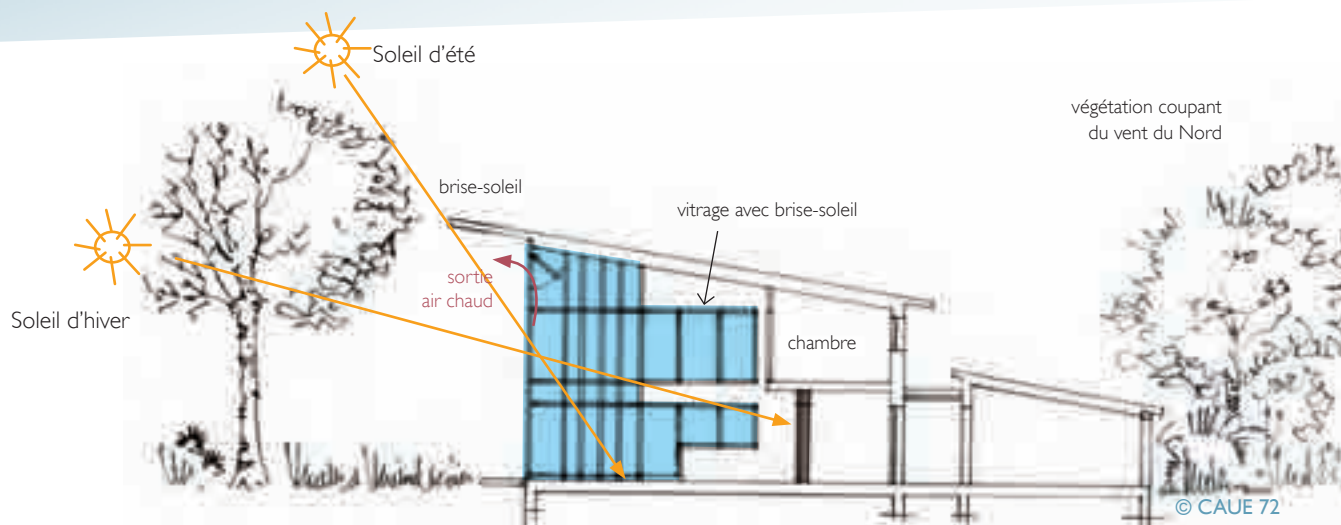 Soleil d'été
végétation coupant
du vent du Nord
brise-soleil
vitrage avec brise-soleil
sortie
air chaud
Soleil d'hiver
chambre
© CAUE 72